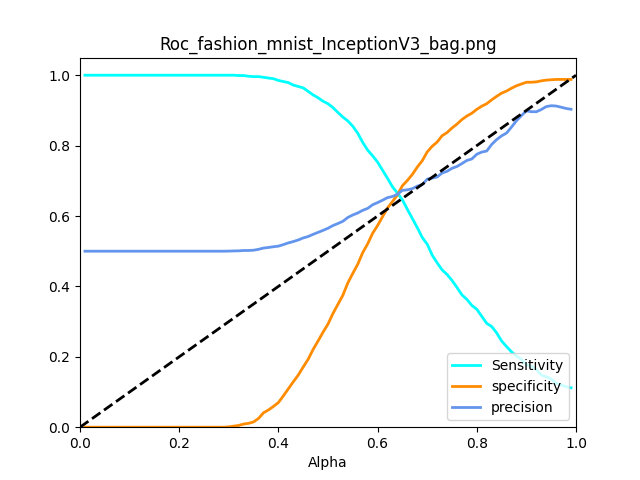 Roc_fashion_mnist_InceptionV3_bag.png
1.0
0.8
0.6
0.4
0.2
0.0
Sensitivity
specificity
precision
0.0 0.2 0.4 0.6 0.8 1.0
Alpha